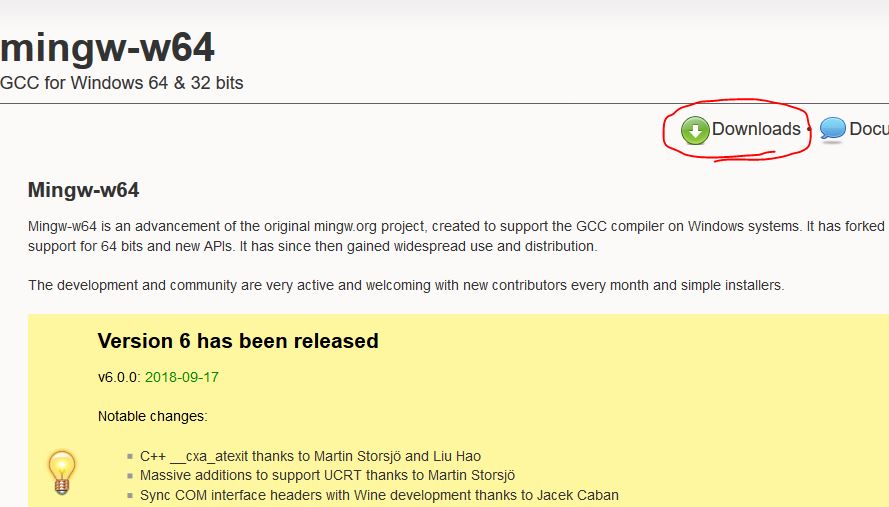 mingw-w64
GCC for Windows 64 & 32 bits
Downloads • Docu
Mingw-w64
Mingw-w64 is an advancement of the original mingw.org project, created to support the GCC compiler on Windows systems. It has forked
support for 64 bits and new APIs. It has since then gained widespread use and distribution.
The development and community are very active and welcoming with new contributors every month and simple installers.
Version 6 has been released
v6.0.0: 2018-09-17
Notable changes:
C++ __cxa_atexit thanks to Martin Storsjö and Liu Hao
Massive additions to support UCRT thanks to Martin Storsjö
Sync COM interface headers with Wine development thanks to Jacek Caban